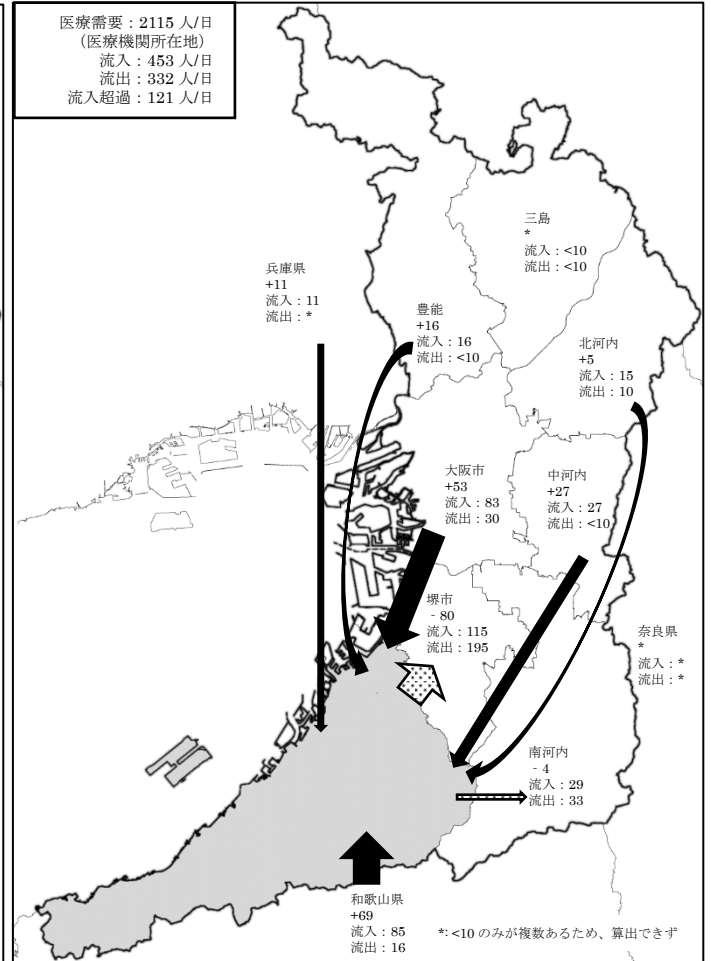 医療需要：2115 人/日
（医療機関所在地）
流入：453 人/日
流出：332 人/日
流入超過：121 人/日
三島
*
流入：<10
流出：<10
兵庫県
+11
流入：11
流出：*
豊能
+16
流入：16
流出：<10
北河内
+5
流入：15
流出：10
大阪市
+53
流入：83
流出：30
中河内
+27
流入：27
流出：<10
堺市
‐80
流入：115
流出：195
奈良県
*
流入：*
流出：*
南河内
‐4
流入：29
流出：33
和歌山県
+69
流入：85
流出：16
*: <10 のみが複数あるため、算出できず